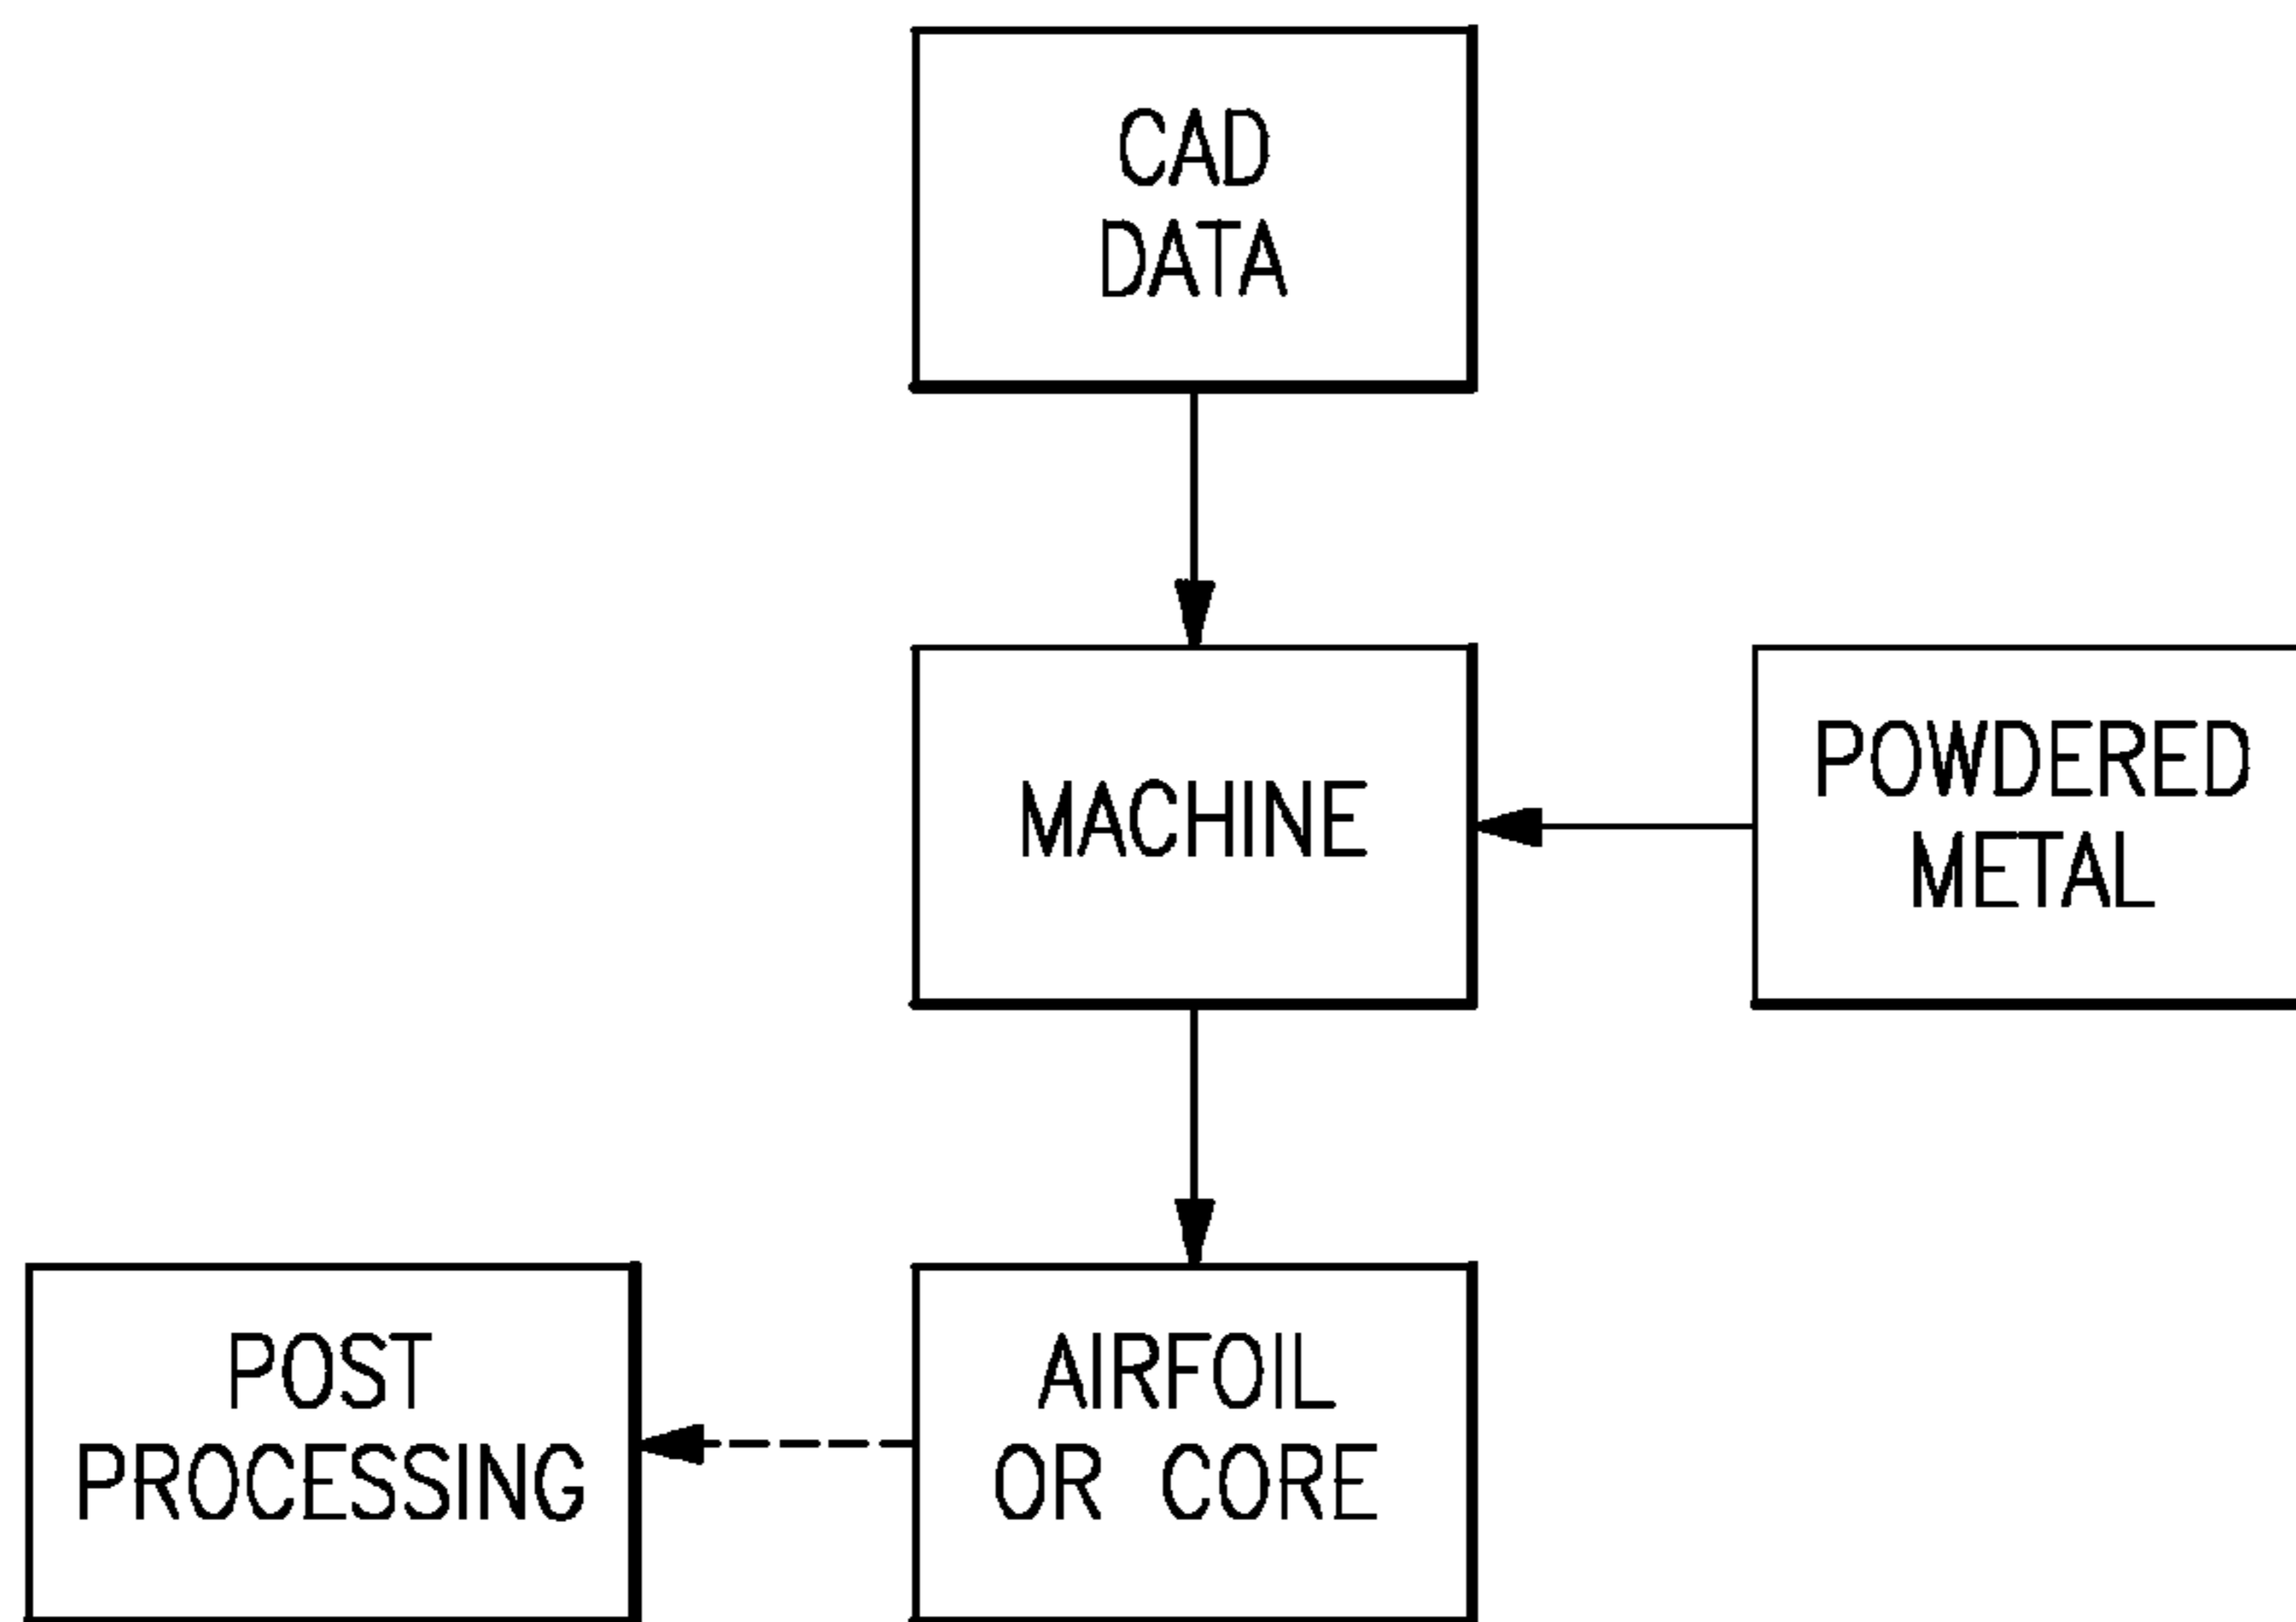 CAD
DATA
MACHINE
POWDERED
METAL
POST
PROCESSING
AIRFOIL
OR CORE